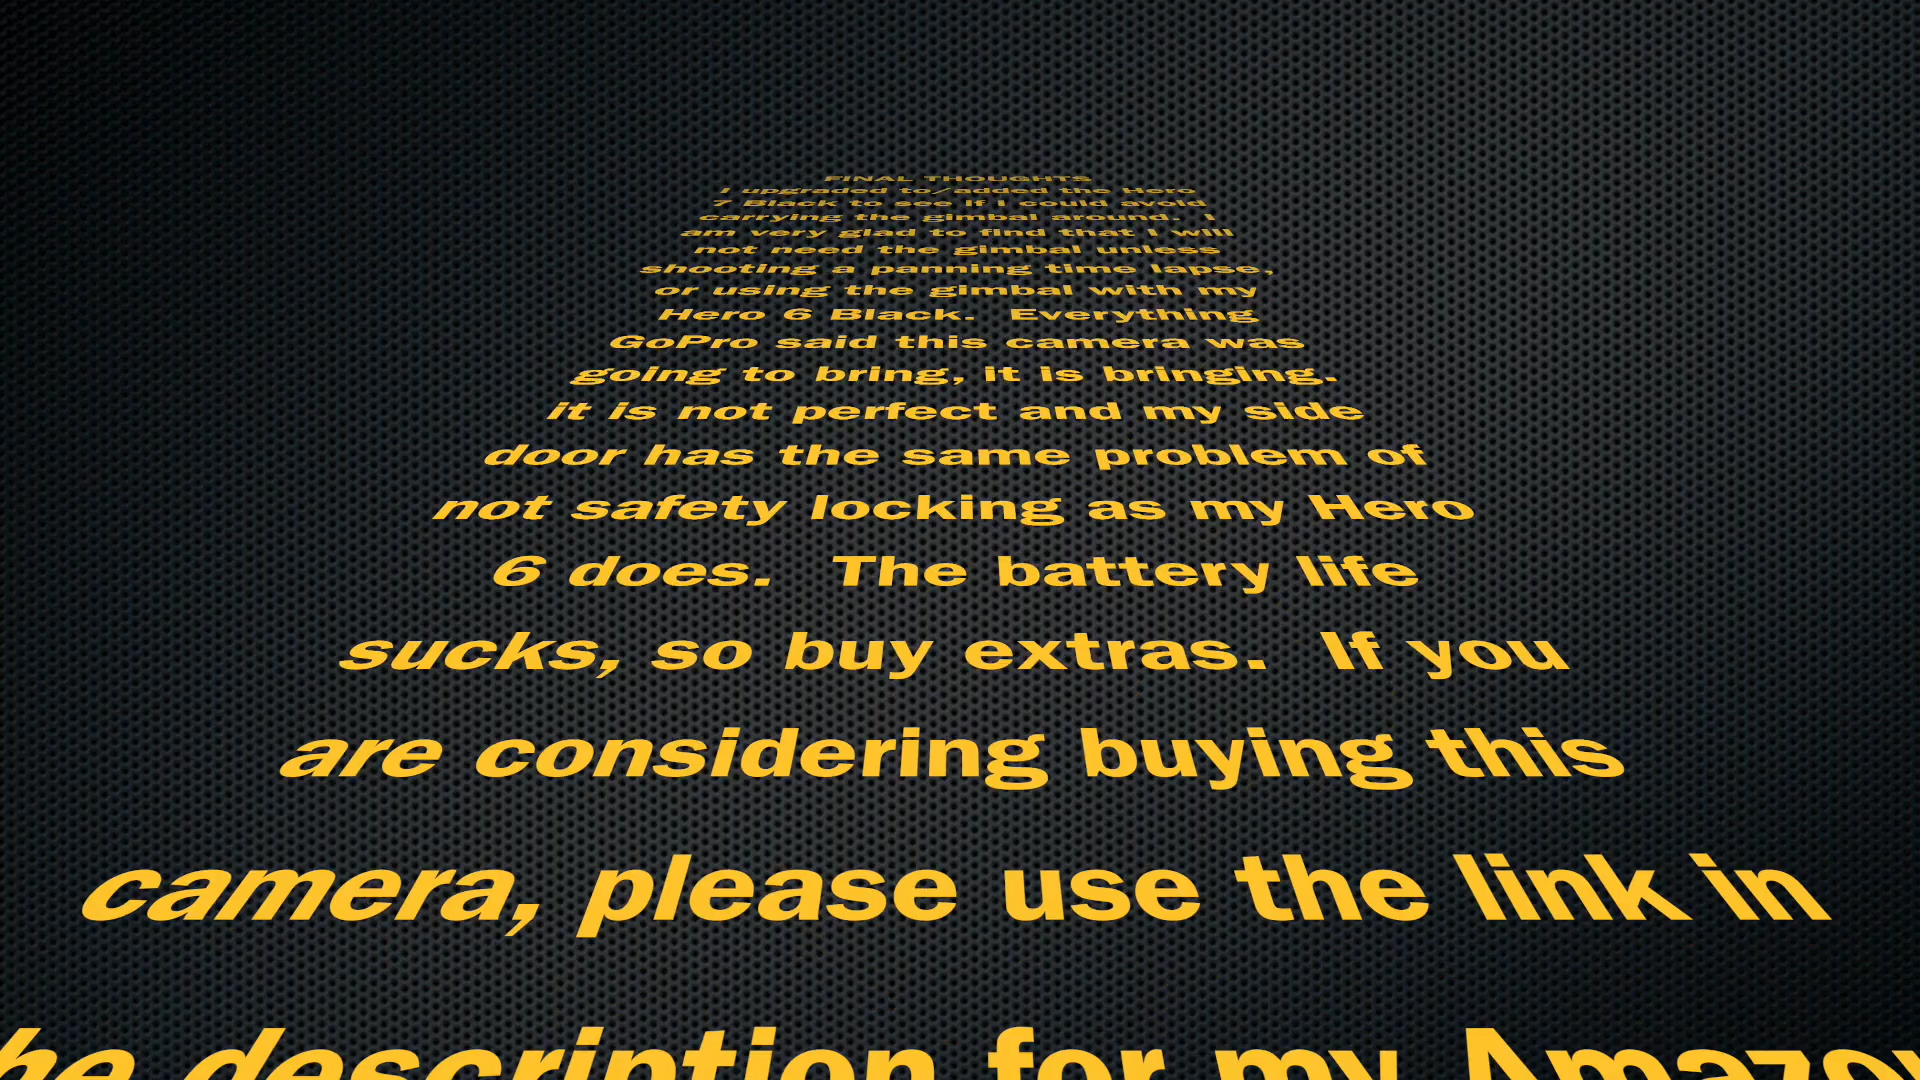 FINAL THOUGHTS
I upgraded to/added the Hero
7 Black to see if I could avoid
carrying the gimbal around.  I
am very glad to find that I will
not need the gimbal unless
shooting a panning time lapse,
or using the gimbal with my
Hero 6 Black.  Everything
GoPro said this camera was
going to bring, it is bringing.
it is not perfect and my side
door has the same problem of
not safety locking as my Hero
6 does.  The battery life
sucks, so buy extras.  If you
are considering buying this
camera, please use the link in
description for my